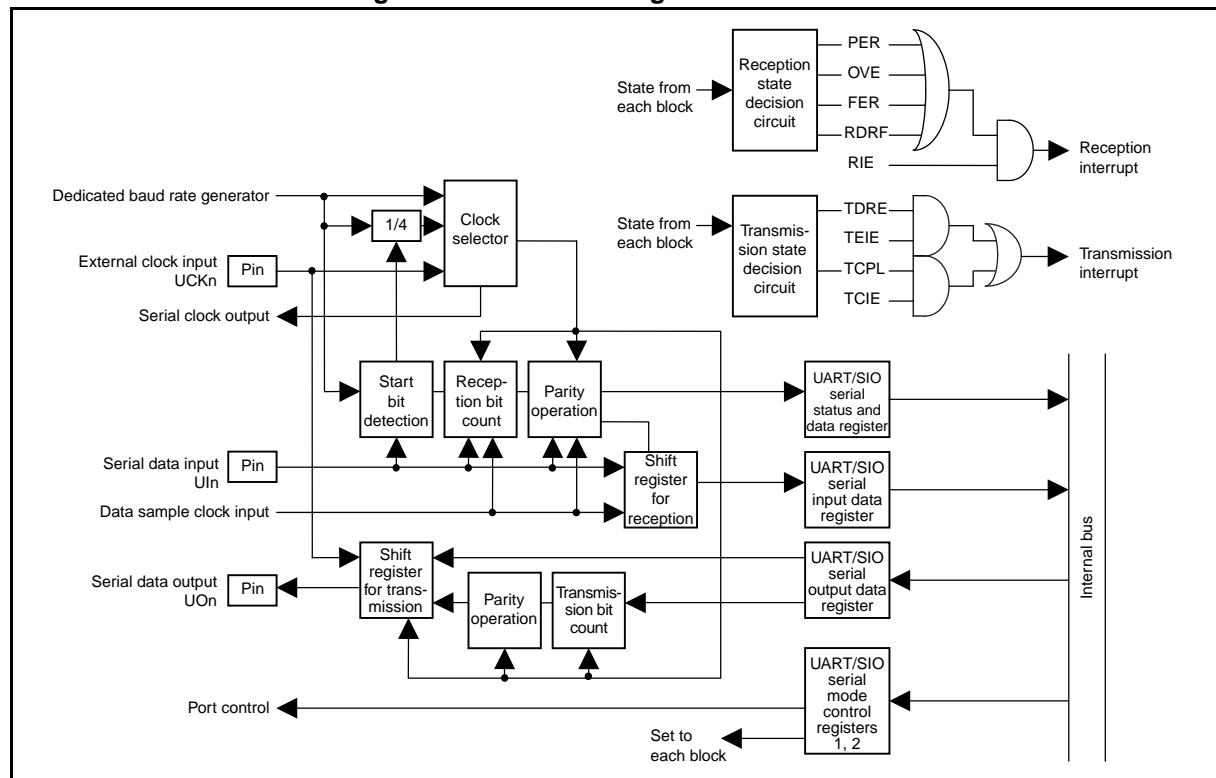 PER
OVE
FER
RDRF
RIE
State from
each block
Reception
state
decision
circuit
Reception
interrupt
Dedicated baud rate generator
1/4
Clock
selector
External clock input
UCKn
Pin
Serial clock output
State from
each block
Transmis-
sion state
decision
circuit
TDRE
TEIE
TCPL
TCIE
Transmission
interrupt
Start
bit
detection
Recep-
tion bit
count
Parity
operation
UART/SIO
serial
status and
data register
Serial data input
UIn
Pin
Data sample clock input
Shift
register
for
reception
UART/SIO
serial
input data
register
Serial data output
UOn
Pin
Shift
register
for trans-
mission
Parity
operation
Transmis-
sion bit
count
UART/SIO
serial
output data
register
Internal bus
Port control
Set to
each block
UART/SIO
serial
mode
control
registers
1, 2